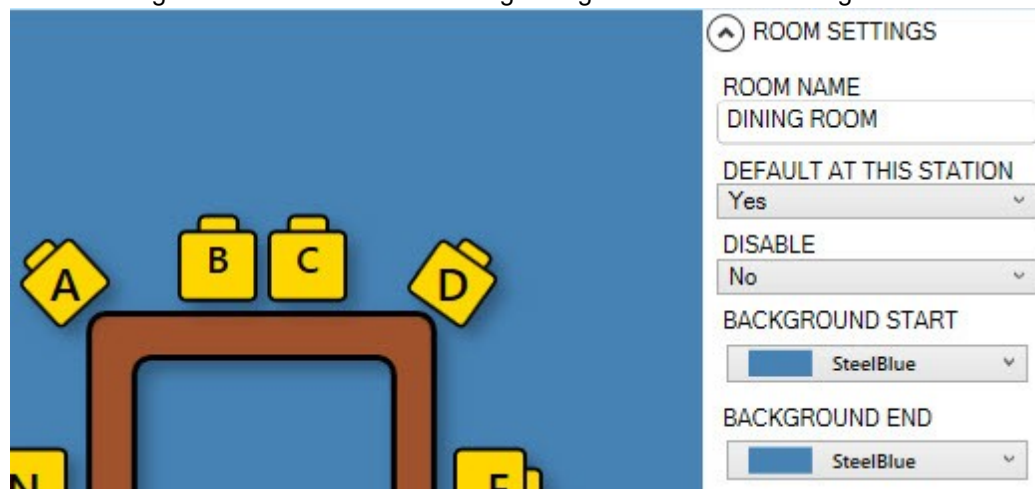 ROOM SETTINGS
ROOM NAME
DINING ROOM
DEFAULT AT THIS STATION
Yes
DISABLE
No
BACKGROUND START
SteelBlue
BACKGROUND END
SteelBlue
A
B
C
D
N